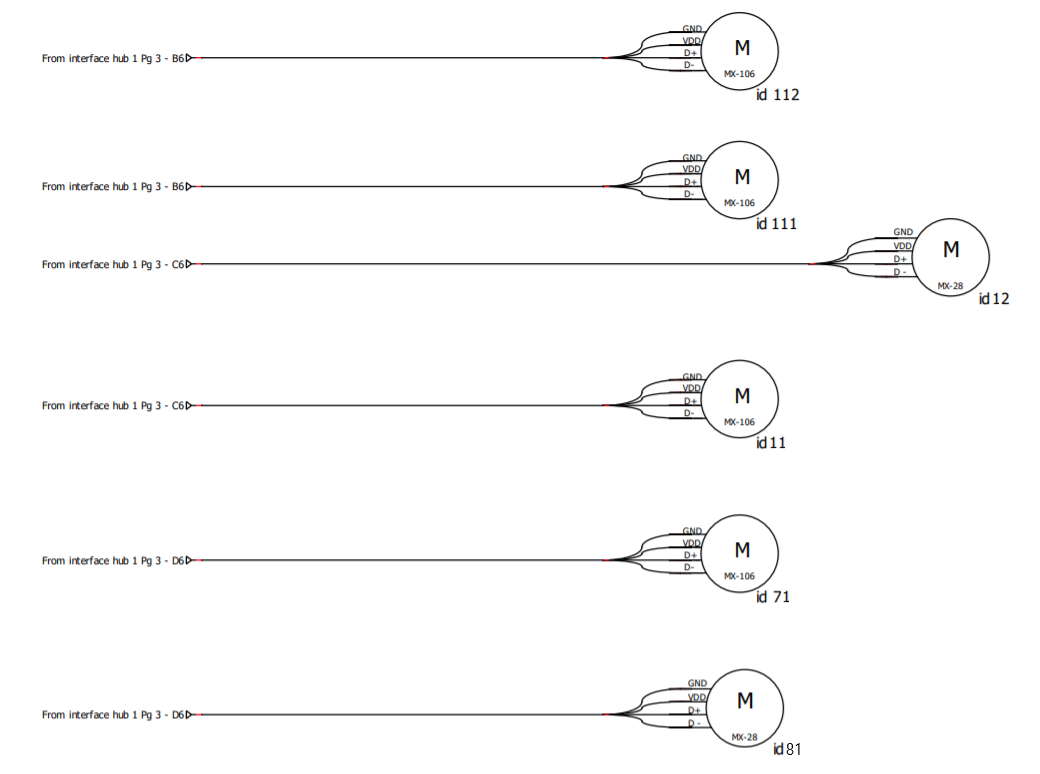 GND
VDD
From interface hub 1 Pg 3 - B6
D+
D-
M
MX-106
id 112
GND
VDD
From interface hub 1 Pg 3 - B6
D+
D-
M
MX-106
id 111
GND
VDD
From interface hub 1 Pg 3 - C6
D+
D -
M
MX-28
id 12
GND
VDD
From interface hub 1 Pg 3 - C6
D+
D-
M
MX-106
id 11
GND
VDD
From interface hub 1 Pg 3 - D6
D+
D-
M
MX-106
id 71
GND
VDD
From interface hub 1 Pg 3 - D6
D+
D -
M
MX-28
id 81